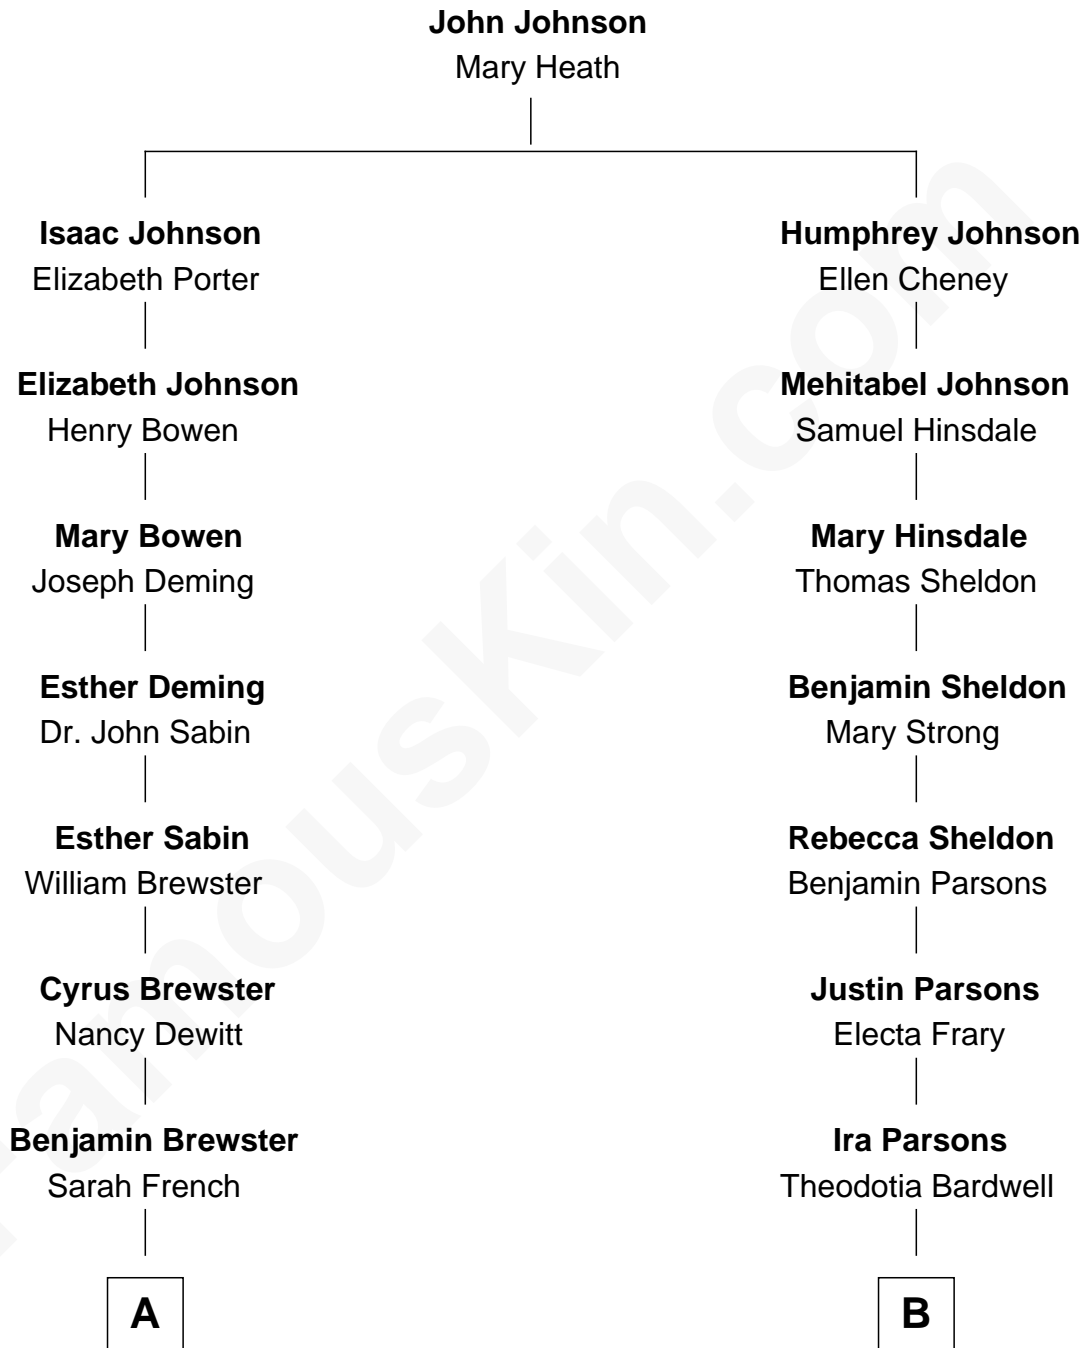 John Johnson
Mary Heath
Isaac Johnson
Elizabeth Porter
Humphrey Johnson
Ellen Cheney
Elizabeth Johnson
Henry Bowen
Mehitabel Johnson
Samuel Hinsdale
Mary Bowen
Joseph Deming
Mary Hinsdale
Thomas Sheldon
Esther Deming
Dr. John Sabin
Benjamin Sheldon
Mary Strong
Esther Sabin
William Brewster
Rebecca Sheldon
Benjamin Parsons
Cyrus Brewster
Nancy Dewitt
Justin Parsons
Electa Frary
Benjamin Brewster
Sarah French
Ira Parsons
Theodotia Bardwell
A
B
FamousKin.com